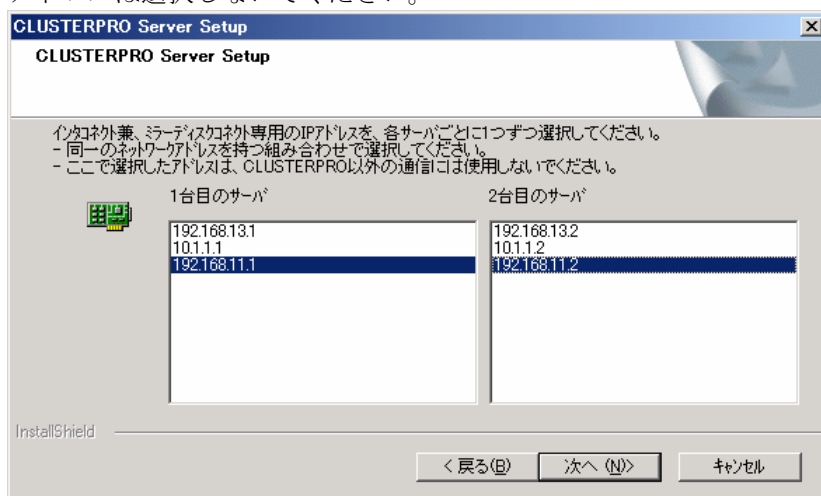 CLUSTERPRO Server Setup
CLUSTERPRO Server Setup
ｲﾝﾀｺﾈｸﾄ兼、ﾐﾗｰﾃﾞｨｽｸｺﾈｸﾄ専用のIPｱﾄﾞﾚｽを、各ｻｰﾊﾞごとに1つずつ選択してください。
- 同一のﾈｯﾄﾜｰｸｱﾄﾞﾚｽを持つ組み合わせで選択してください。
- ここで選択したｱﾄﾞﾚｽは、CLUSTERPRO以外の通信には使用しないでください。
1台目のｻｰﾊﾞ 2台目のｻｰﾊﾞ
192.168.13.1 192.168.13.2
10.1.1.1 10.1.1.2
192.168.11.1 192.168.11.2
InstallShield
< 戻る(B) 次へ (N)> ｷｬﾝｾﾙ